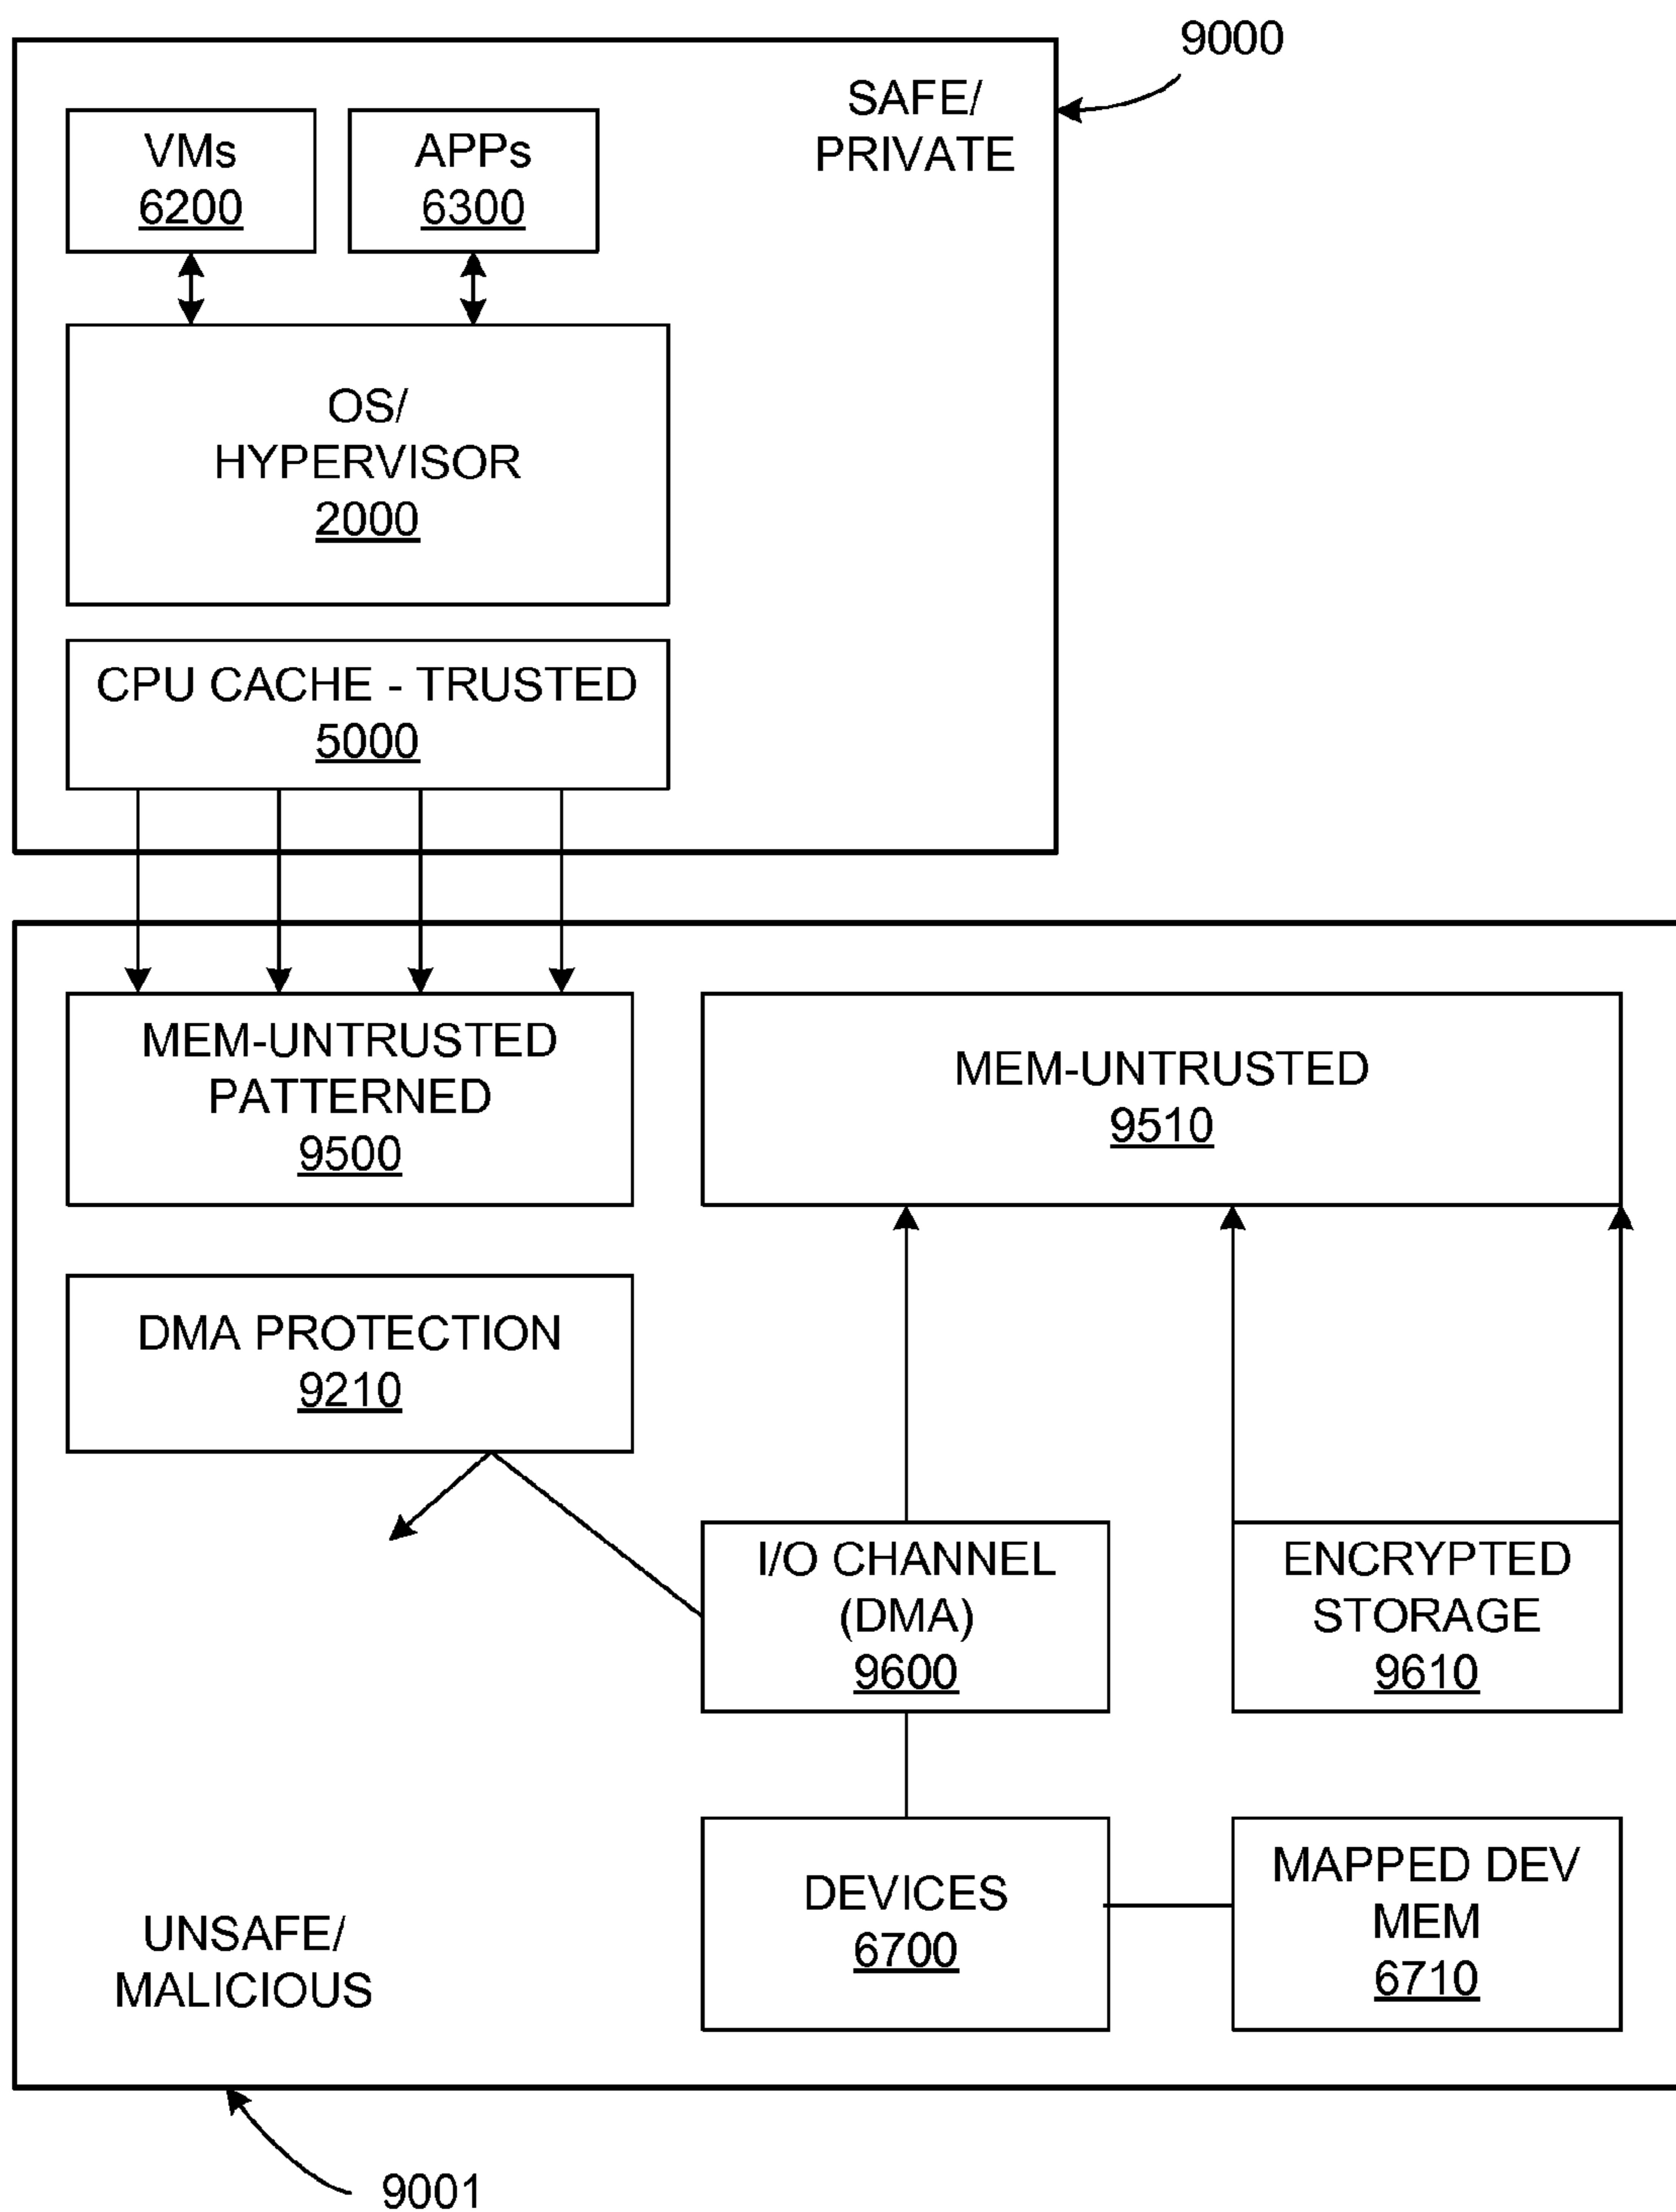 9000
SAFE/
PRIVATE
VMs
6200
APPs
6300
OS/
HYPERVISOR
2000
CPU CACHE - TRUSTED
5000
MEM-UNTRUSTED
PATTERNED
9500
MEM-UNTRUSTED
9510
DMA PROTECTION
9210
I/O CHANNEL
(DMA)
9600
ENCRYPTED
STORAGE
9610
DEVICES
6700
MAPPED DEV
MEM
6710
UNSAFE/
MALICIOUS
9001